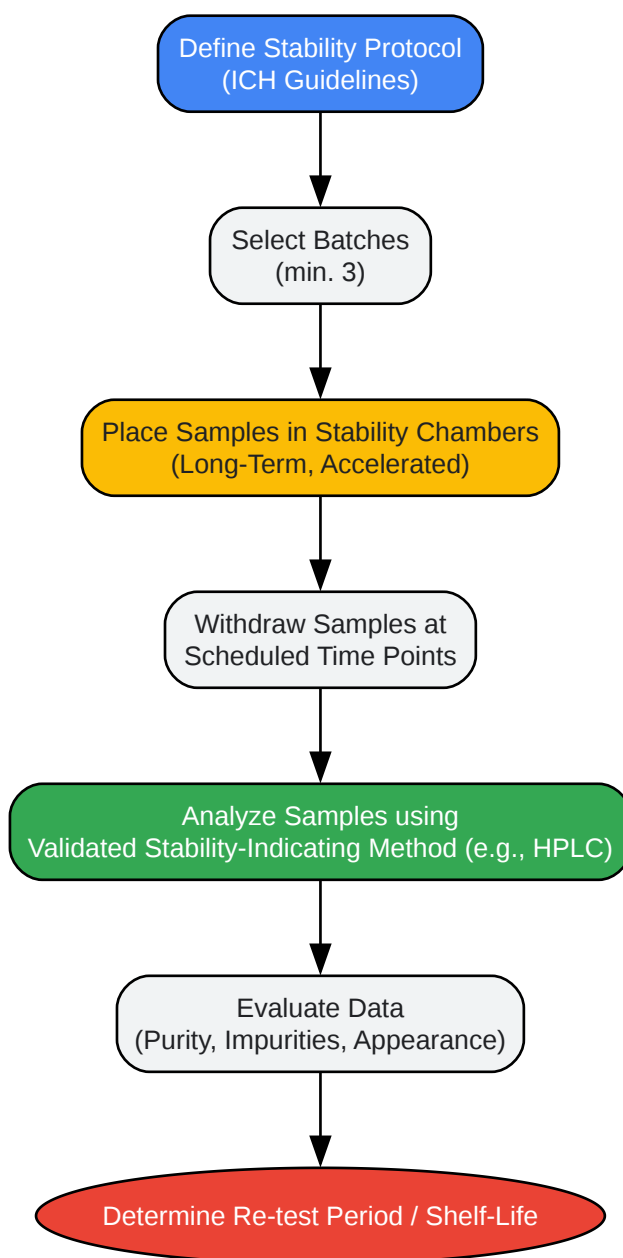 Define Stability Protocol
(ICH Guidelines)
Select Batches
(min. 3)
Place Samples in Stability Chambers
(Long-Term, Accelerated)
Withdraw Samples at
Scheduled Time Points
Analyze Samples using
Validated Stability-Indicating Method (e.g., HPLC)
Evaluate Data
(Purity, Impurities, Appearance)
Determine Re-test Period / Shelf-Life